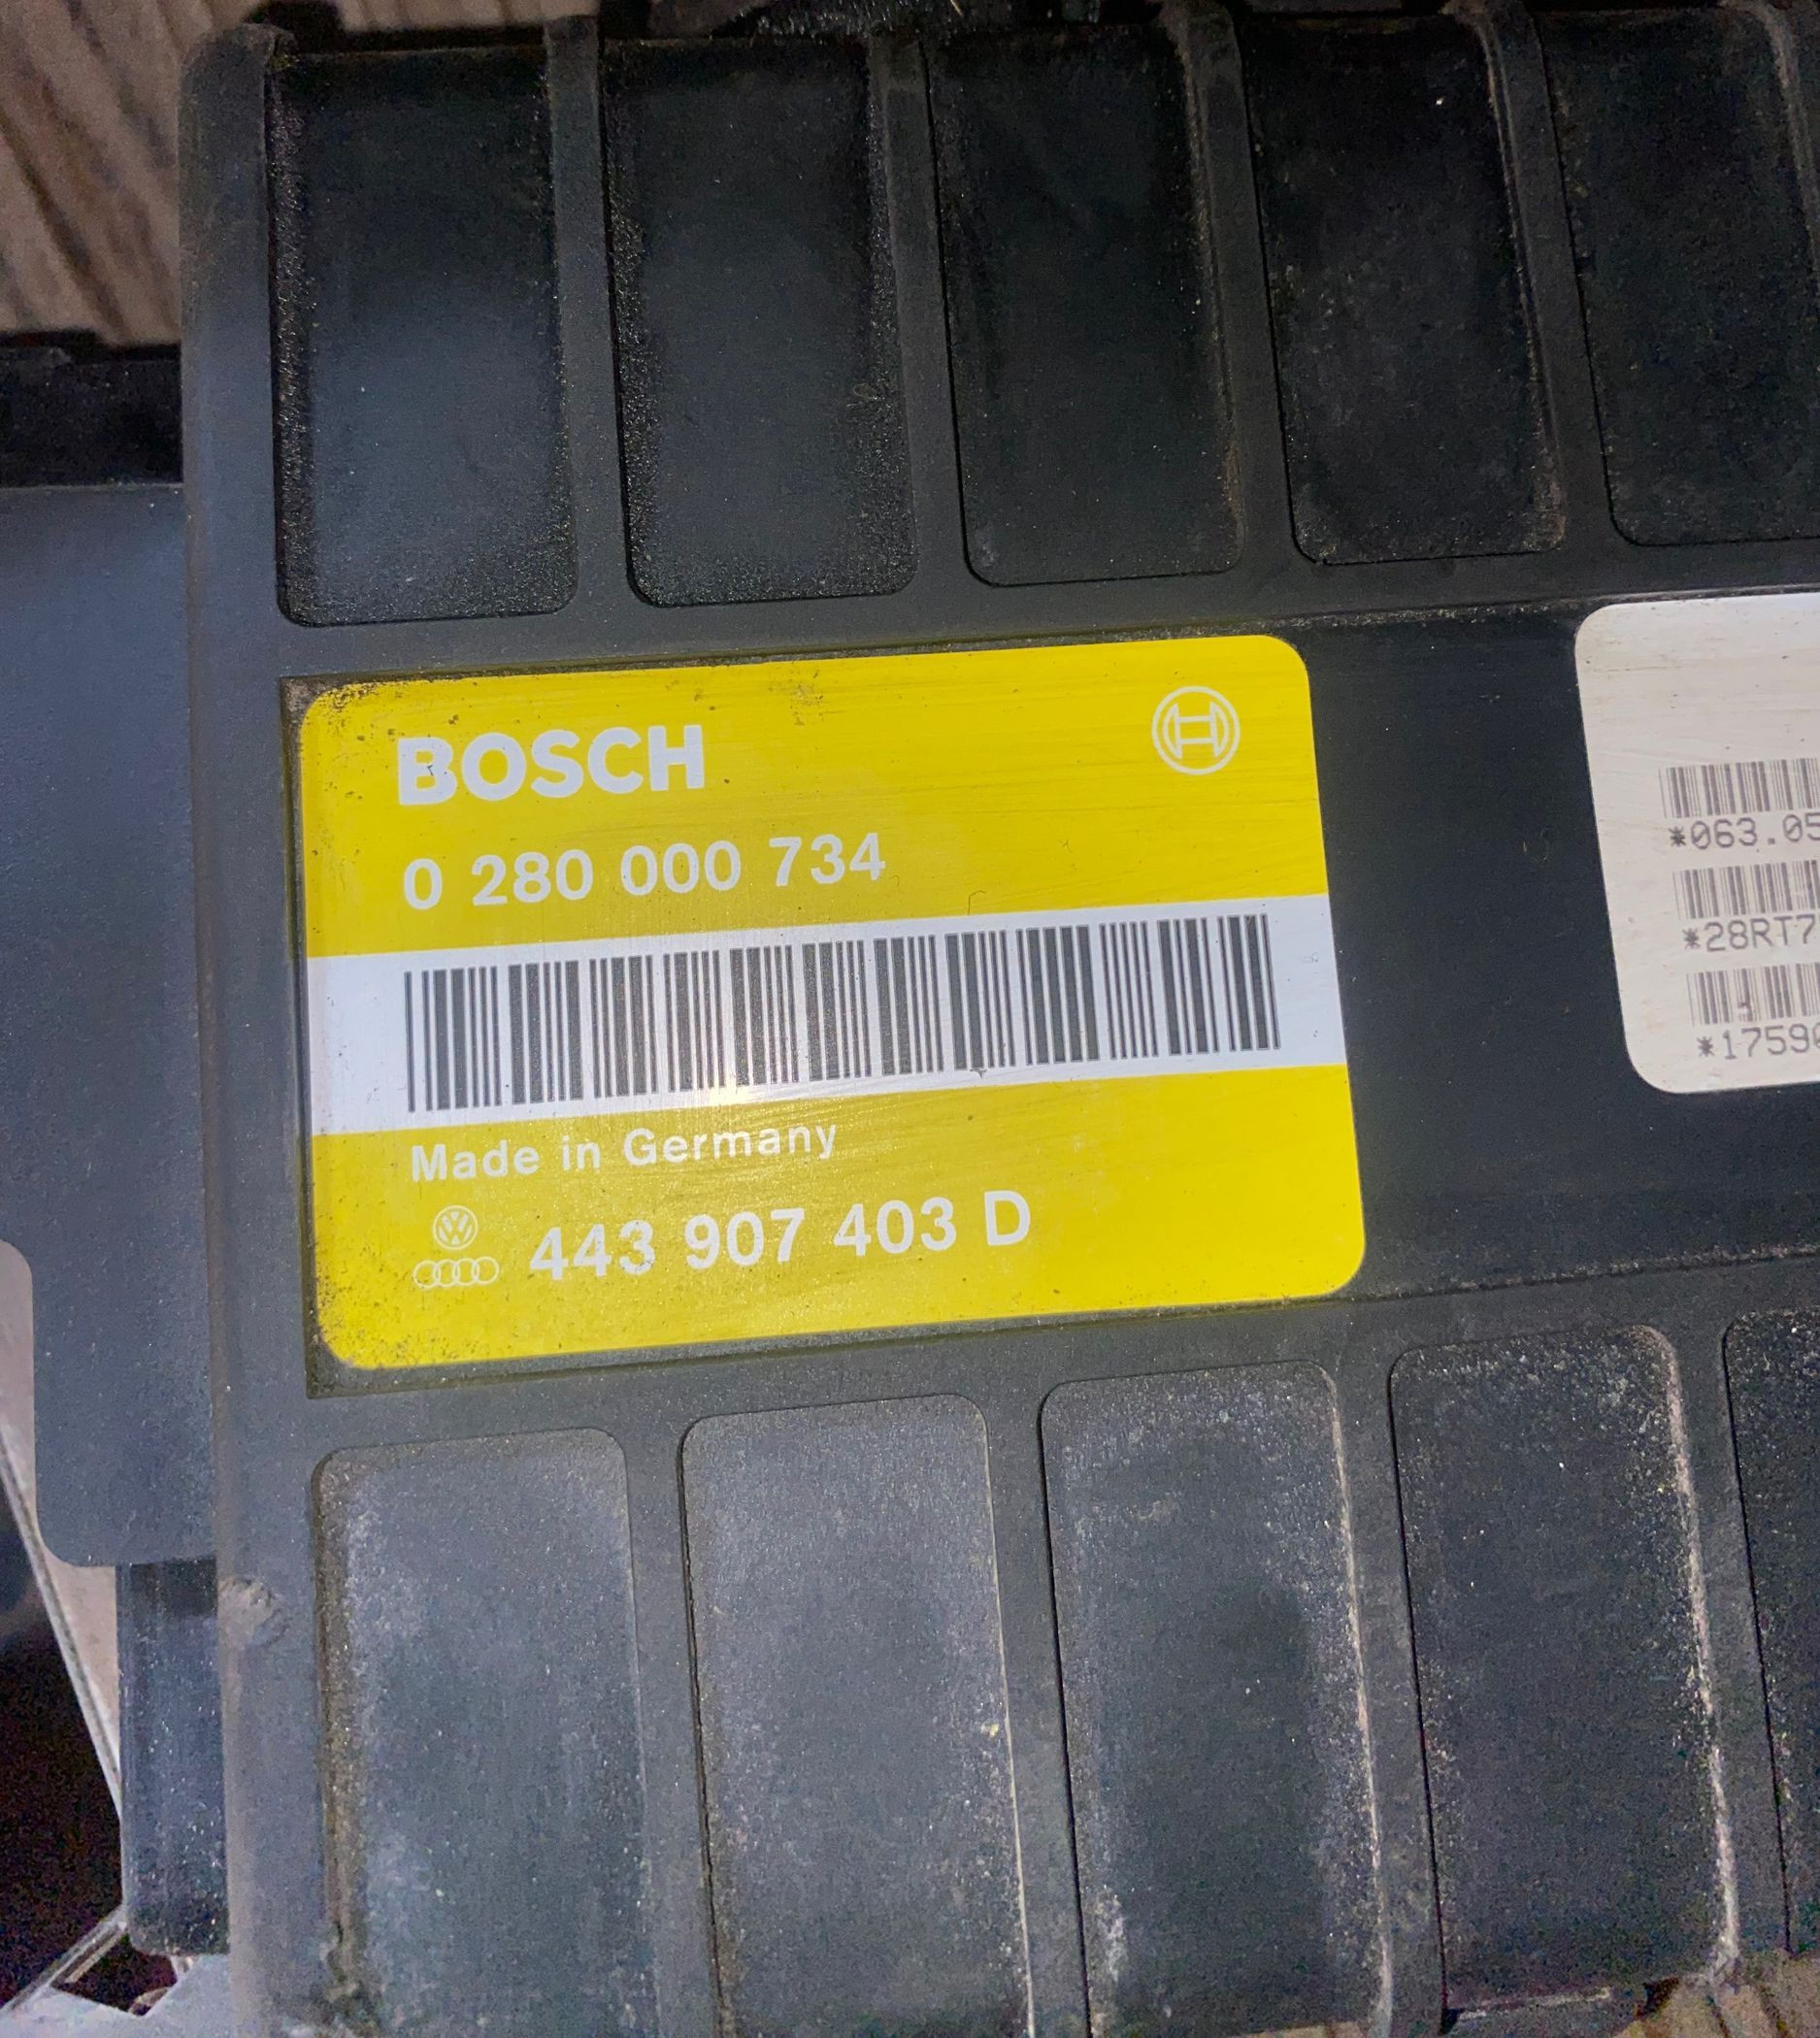 BOSCH
0 280 000 734
Made in Germany
443 907 403 D
*063.05
*28RT7
*1759